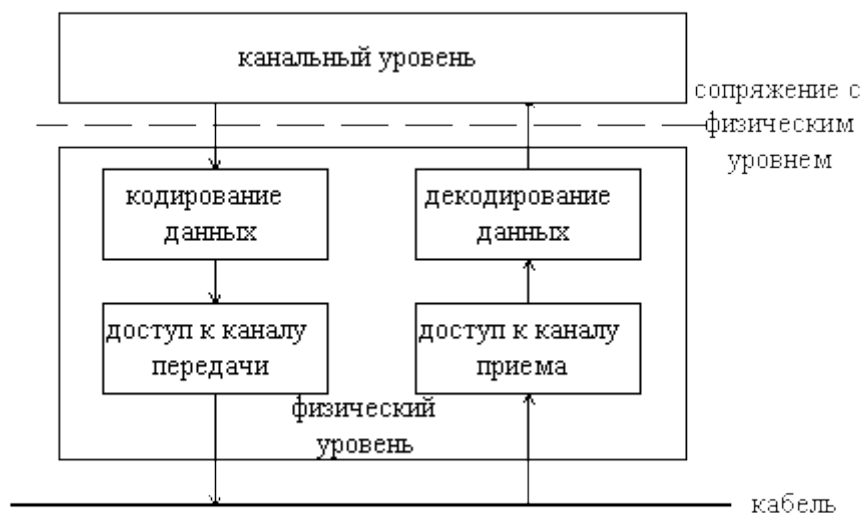 канальный уровень
сопряжение с
физическим
уровнем
кодирование
данных
декодирование
данных
доступ к каналу
передачи
доступ к каналу
приема
физический
уровень
кабель